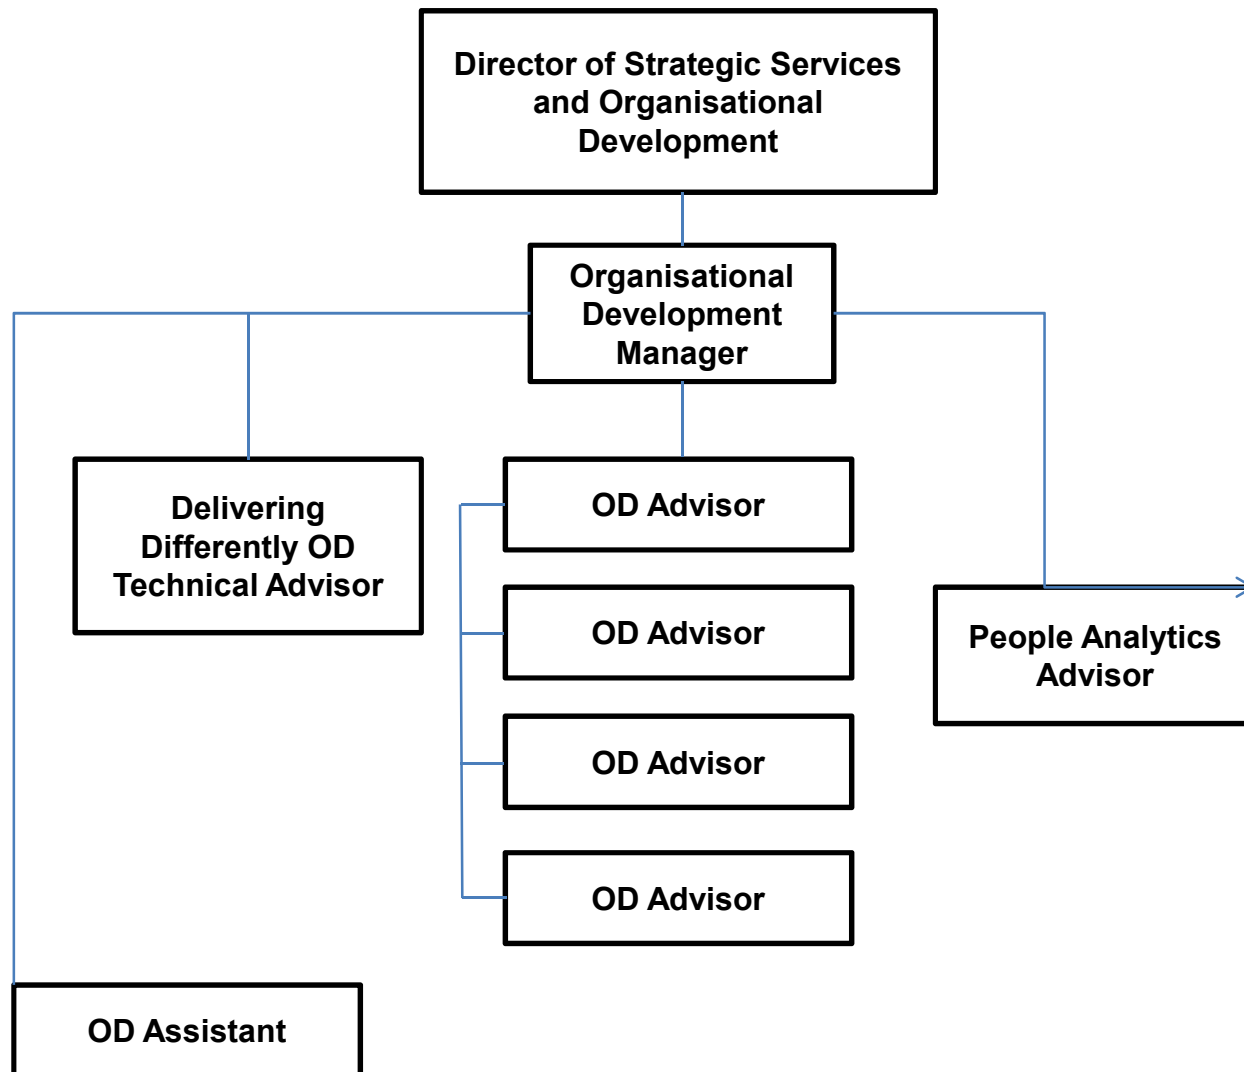 Director of Strategic Services
and Organisational
Development
Organisational
Development
Manager
Delivering
Differently OD
Technical Advisor
OD Advisor
OD Advisor
OD Advisor
OD Advisor
People Analytics
Advisor
OD Assistant